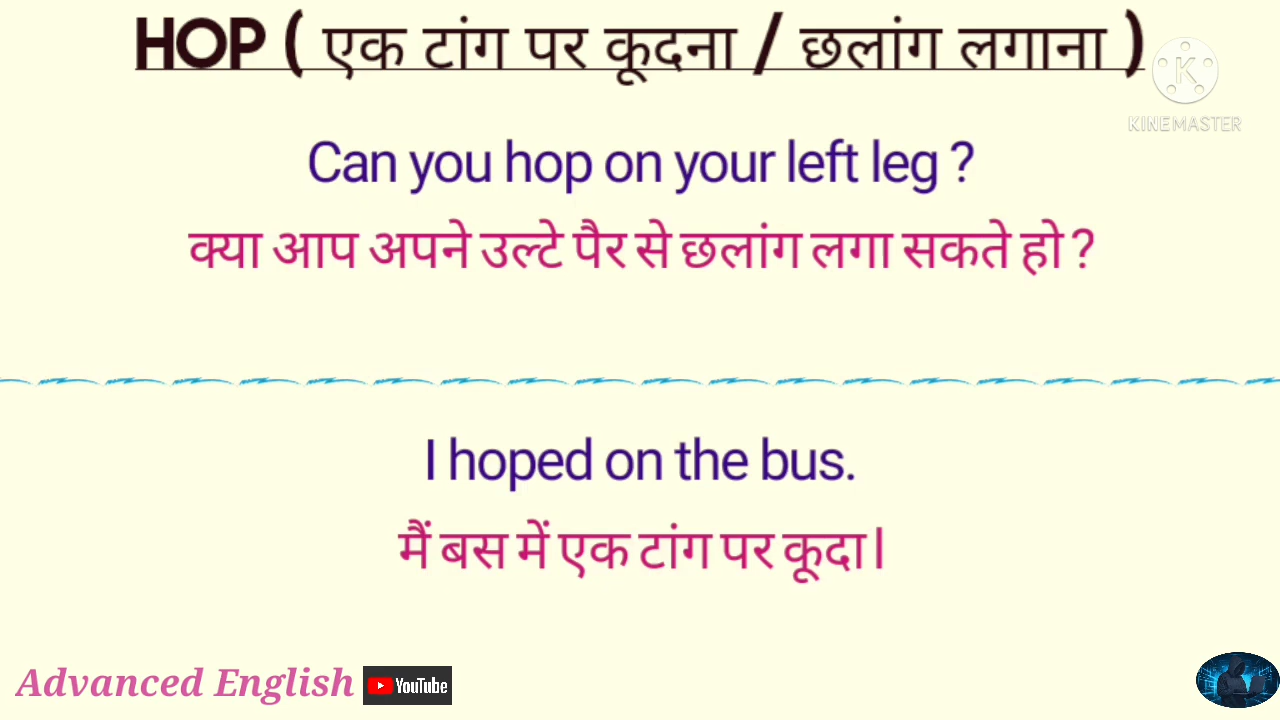 HOP ( एक टांग पर कूदना / छलांग लगाना )
KINEMASTER
Can you hop on your left leg ?
क्या आप अपने उल्टे पैर से छलांग लगा सकते हो ?
I hoped on the bus.
मैं बस में एक टांग पर कूदा।
Advanced English YouTube